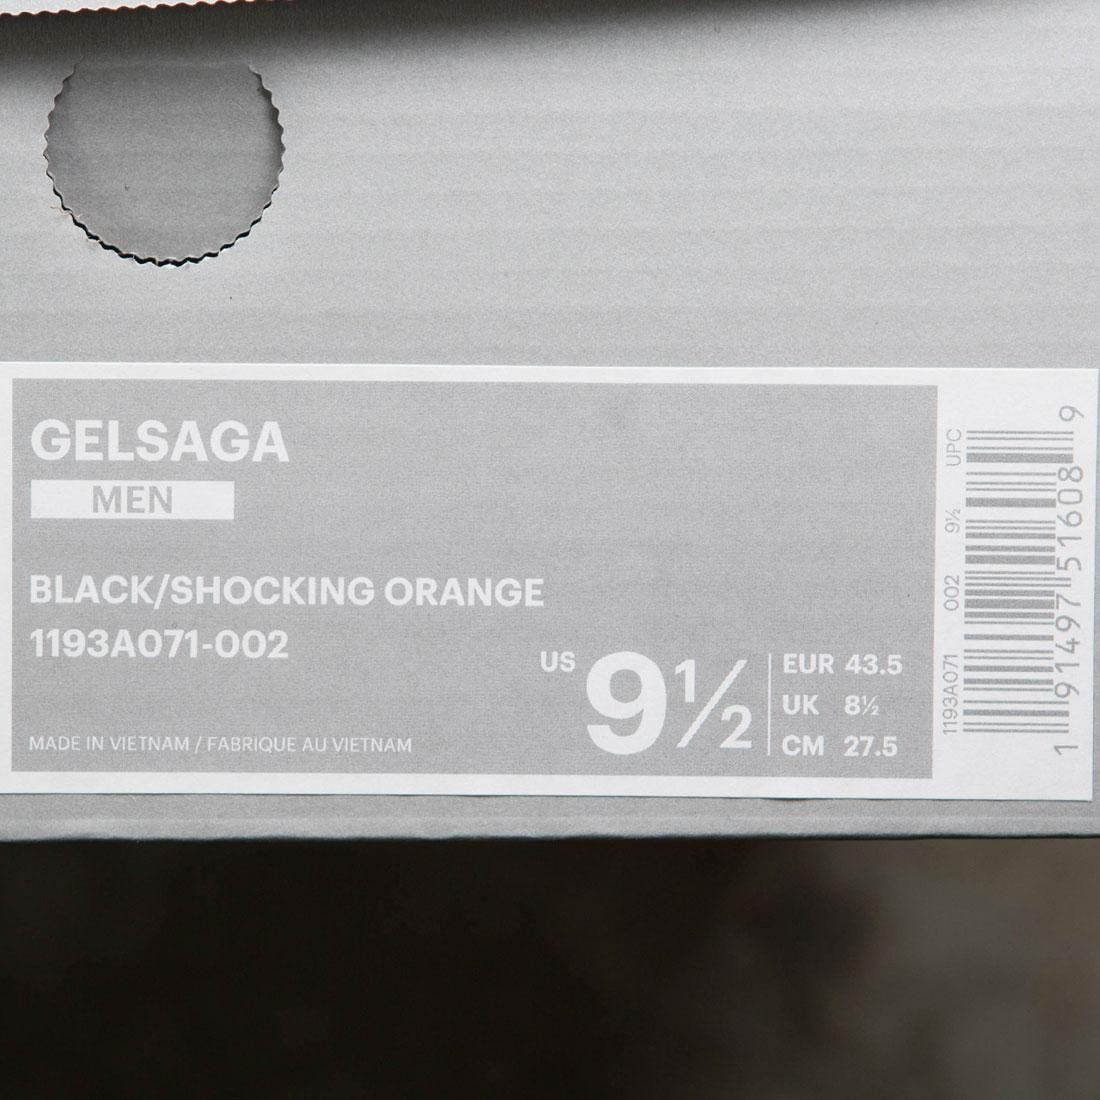 GELSAGA
MEN
BLACK/SHOCKING ORANGE
1193A071-002
MADE IN VIETNAM / FABRIQUE AU VIETNAM
US 9½
EUR 43.5
UK 8½
CM 27.5
1193A071 002 9½ UPC
1 91497 51608 9